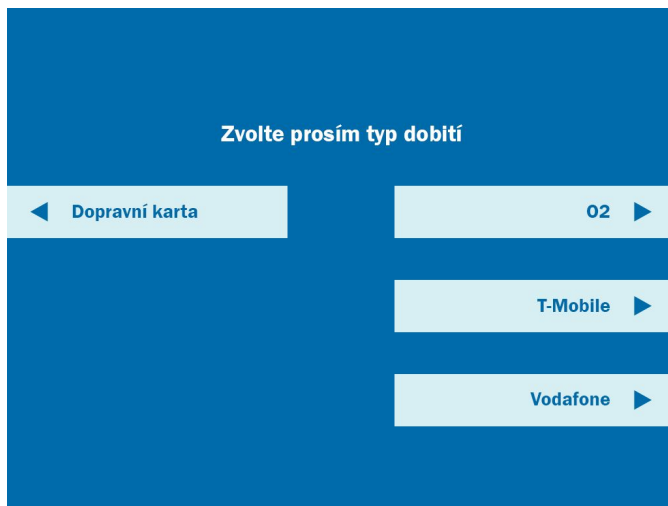 Zvolte prosím typ dobití
Dopravní karta
O2
T-Mobile
Vodafone